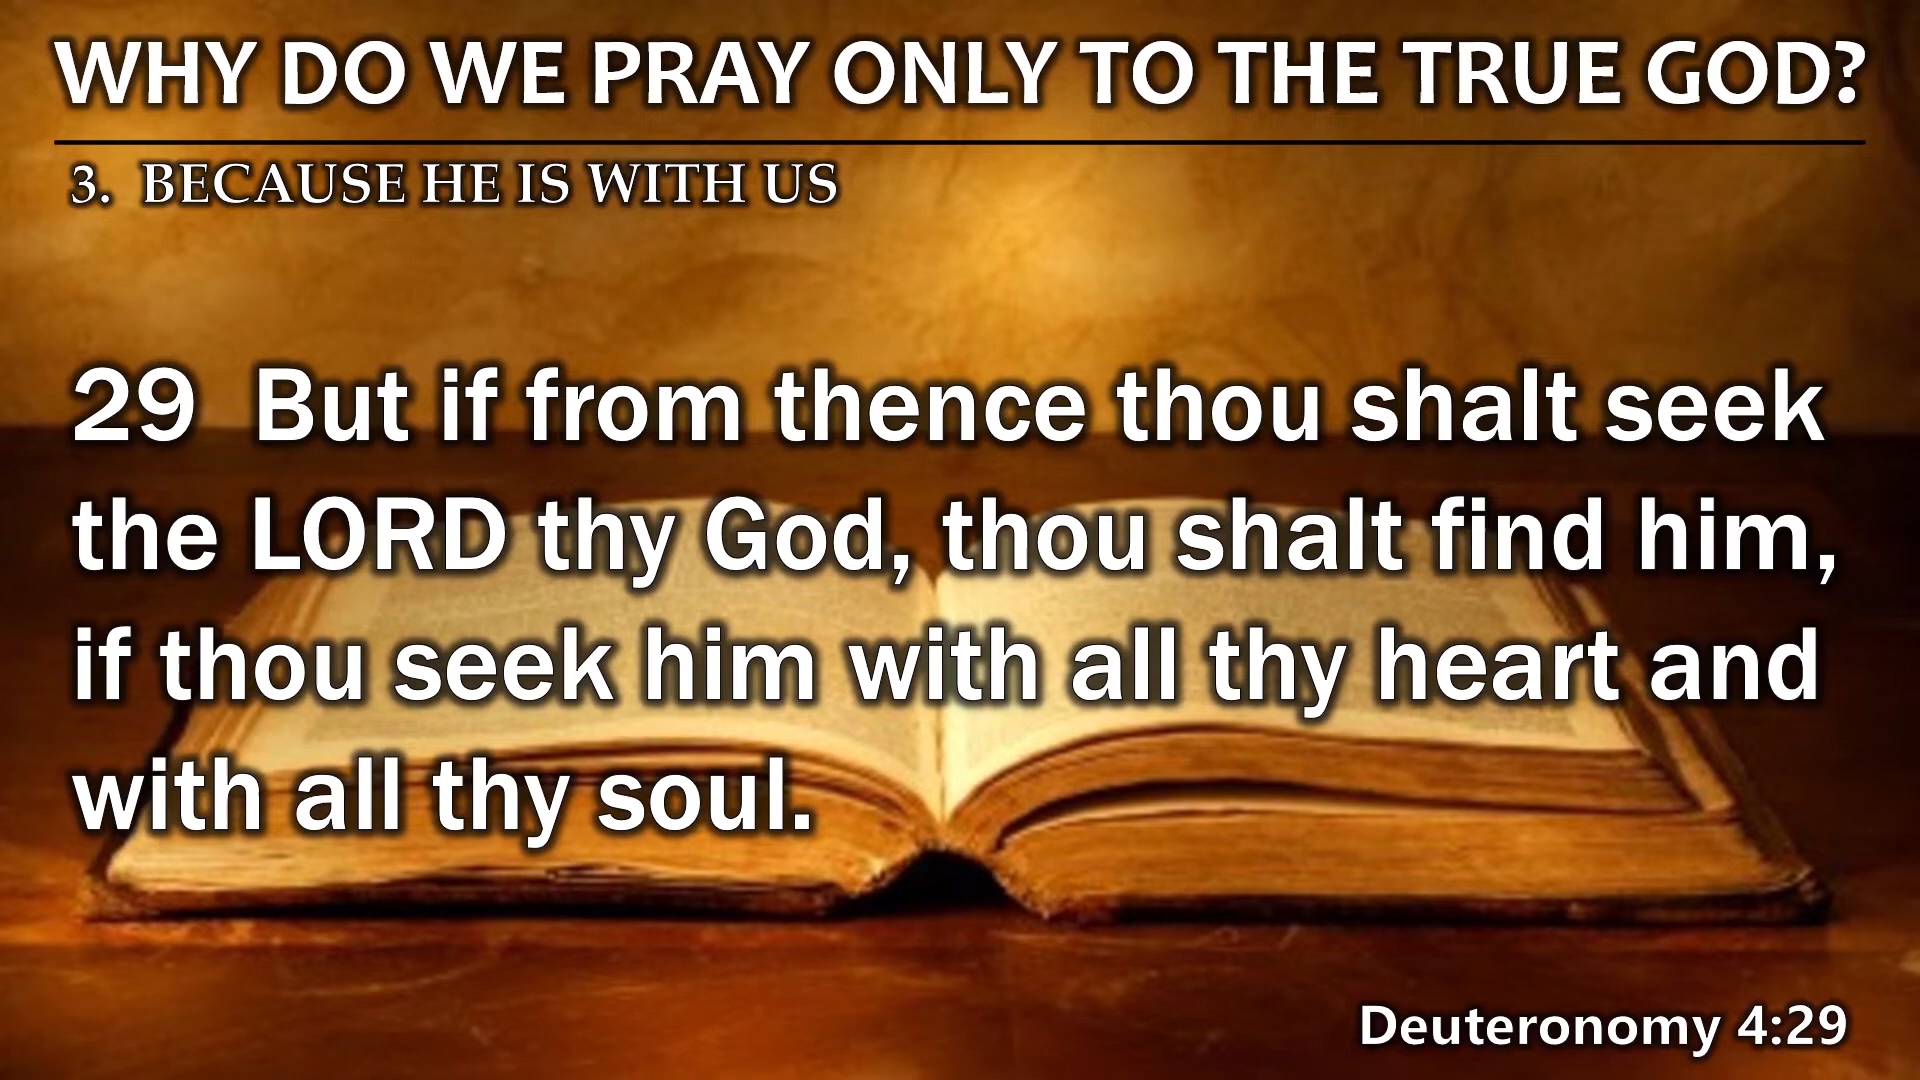 WHY DO WE PRAY ONLY TO THE TRUE GOD?
3. BECAUSE HE IS WITH US
29 But if from thence thou shalt seek
the LORD thy God, thou shalt find him,
if thou seek him with all thy heart and
with all thy soul.
Deuteronomy 4:29